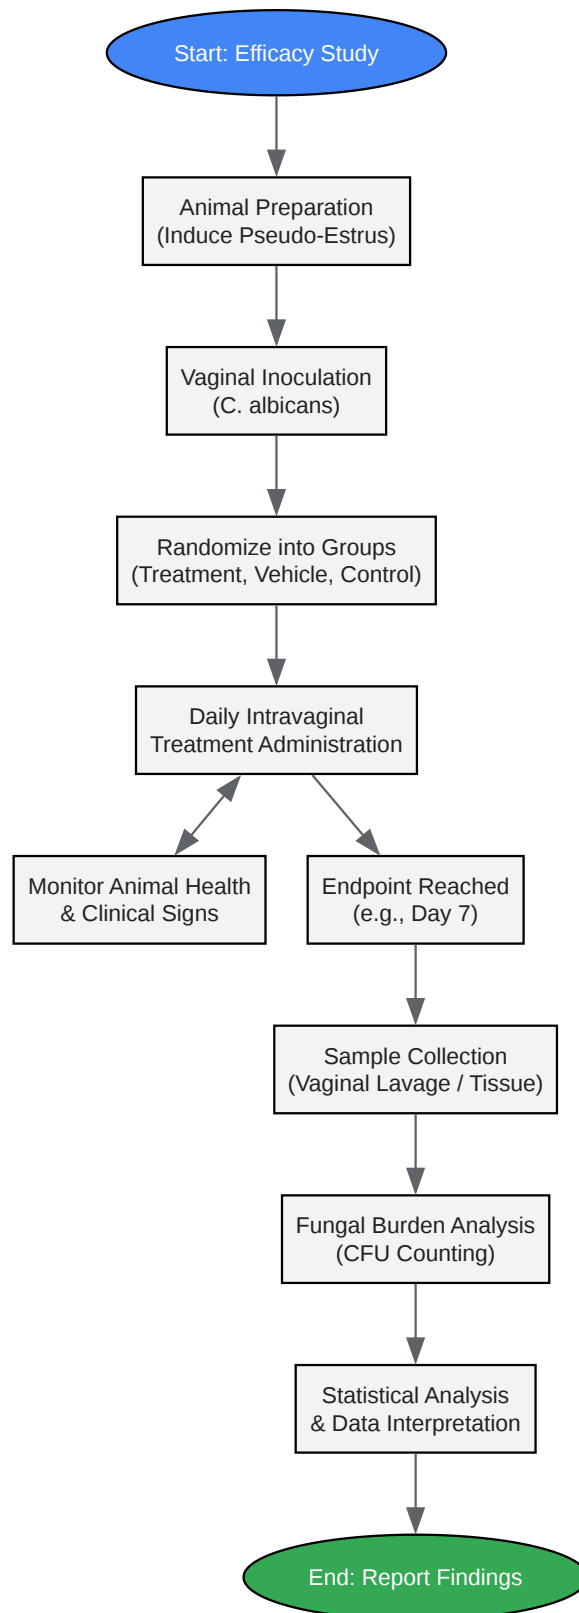 Start: Efficacy Study
Animal Preparation
(Induce Pseudo-Estrus)
Vaginal Inoculation
(C. albicans)
Randomize into Groups
(Treatment, Vehicle, Control)
Daily Intravaginal
Treatment Administration
Monitor Animal Health
& Clinical Signs
Endpoint Reached
(e.g., Day 7)
Sample Collection
(Vaginal Lavage / Tissue)
Fungal Burden Analysis
(CFU Counting)
Statistical Analysis
& Data Interpretation
End: Report Findings